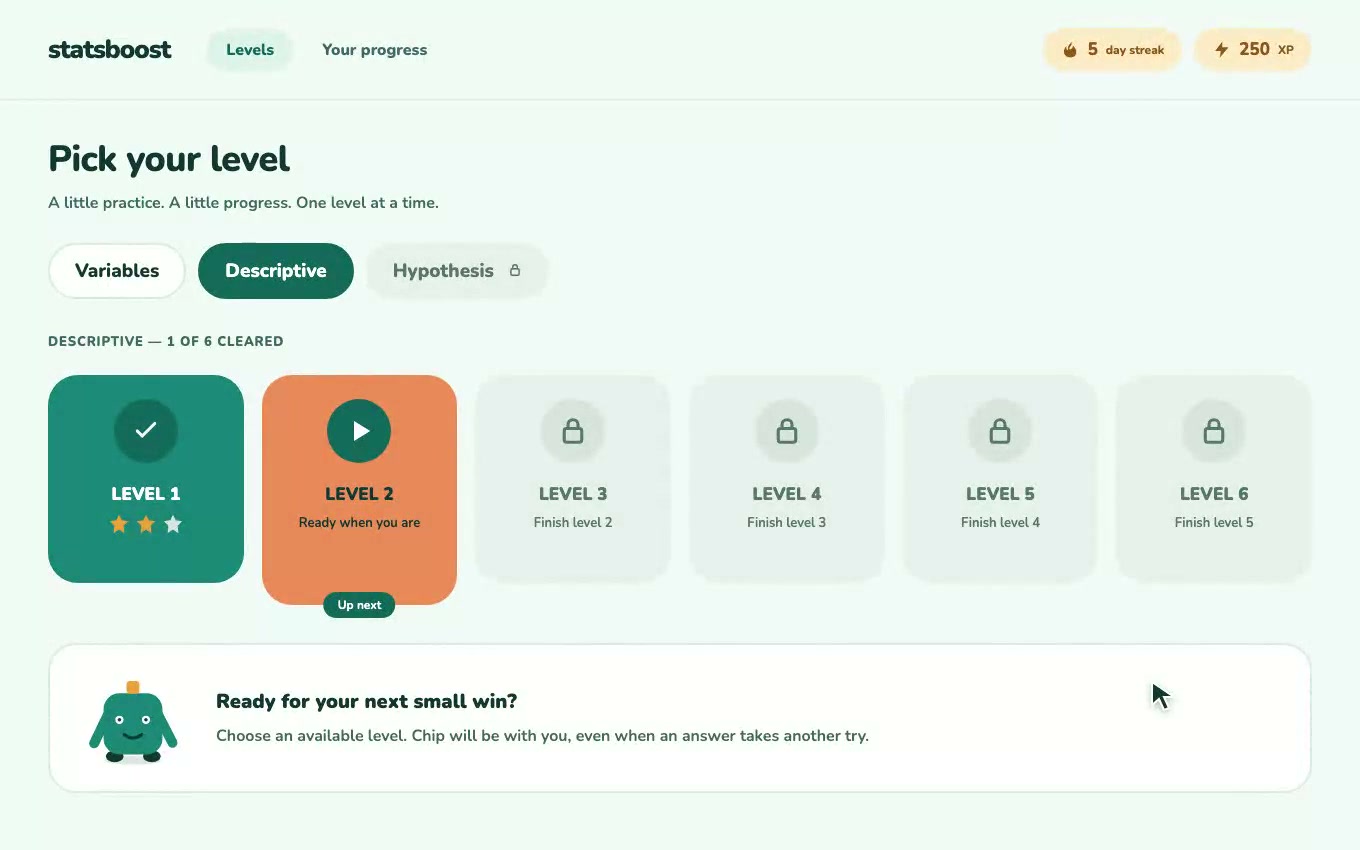 statsboost
Levels
Your progress
5 day streak
250 XP
Pick your level
A little practice. A little progress. One level at a time.
Variables
Descriptive
Hypothesis
DESCRIPTIVE — 1 OF 6 CLEARED
LEVEL 1
LEVEL 2
Ready when you are
Up next
LEVEL 3
Finish level 2
LEVEL 4
Finish level 3
LEVEL 5
Finish level 4
LEVEL 6
Finish level 5
Ready for your next small win?
Choose an available level. Chip will be with you, even when an answer takes another try.